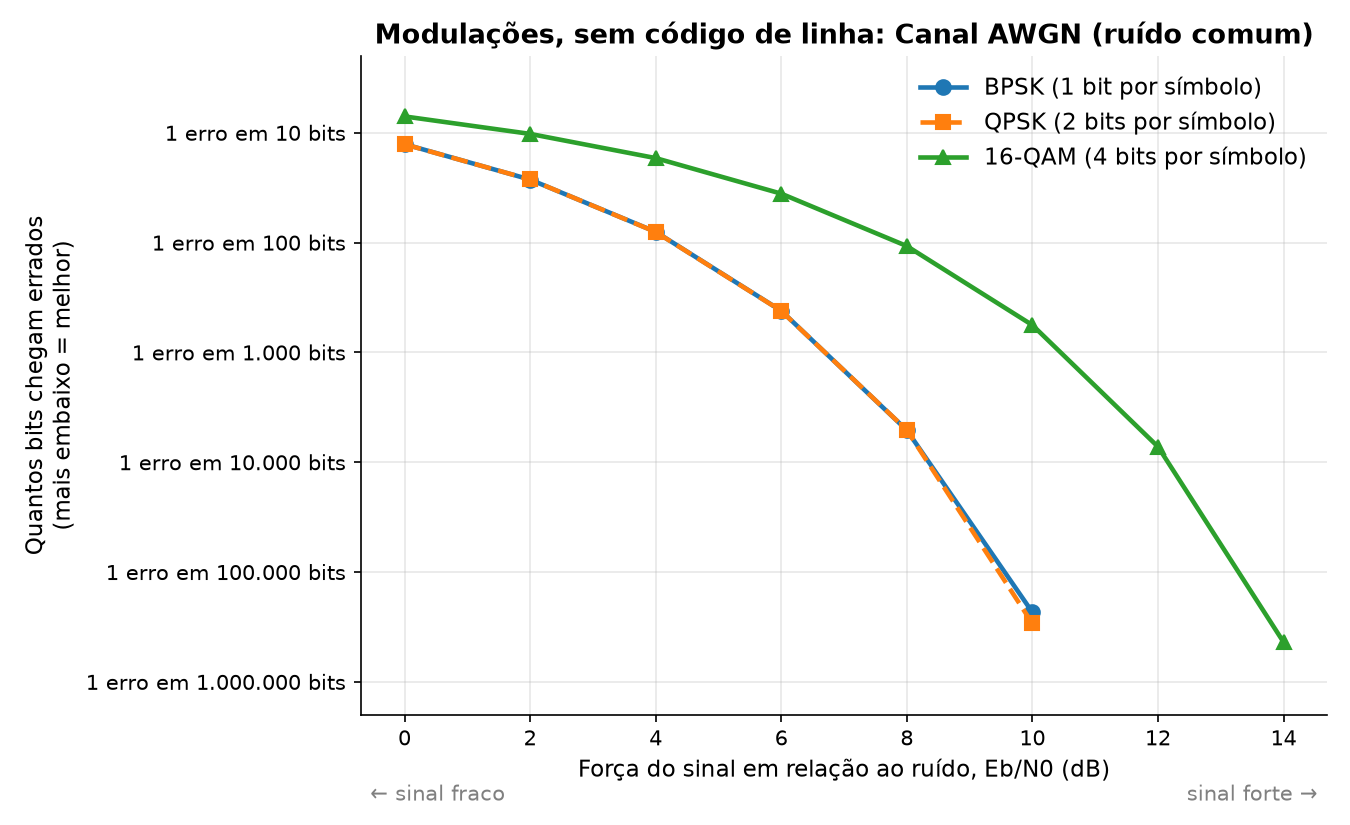 Modulações, sem código de linha: Canal AWGN (ruído comum)
BPSK (1 bit por símbolo)
QPSK (2 bits por símbolo)
16-QAM (4 bits por símbolo)
Quantos bits chegam errados
(mais embaixo = melhor)
1 erro em 10 bits
1 erro em 100 bits
1 erro em 1.000 bits
1 erro em 10.000 bits
1 erro em 100.000 bits
1 erro em 1.000.000 bits
0 2 4 6 8 10 12 14
Força do sinal em relação ao ruído, Eb/N0 (dB)
← sinal fraco
sinal forte →